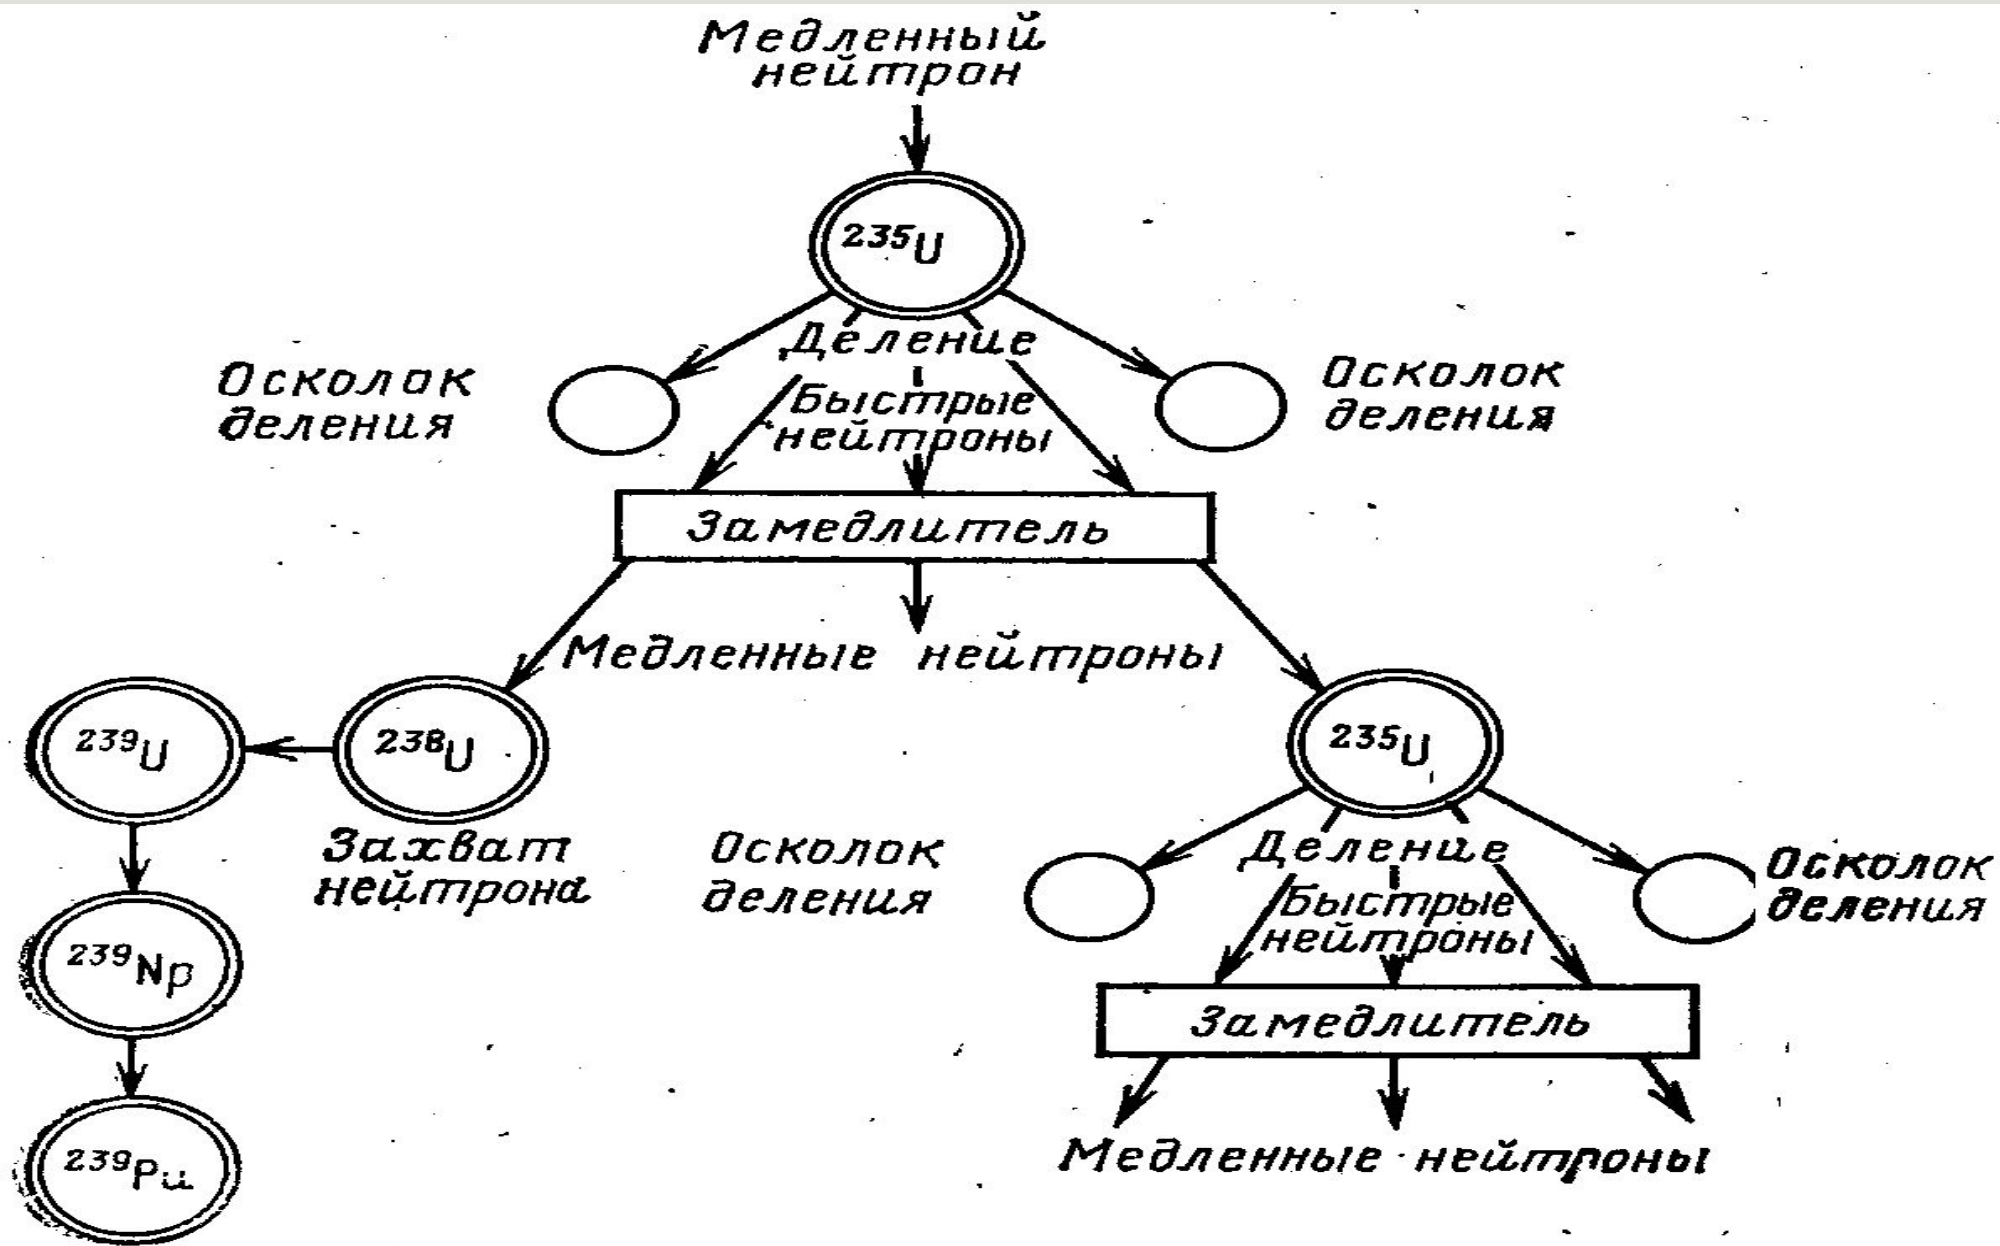 Медленный
нейтрон
235U
Деление
Быстрые
нейтроны
Осколок
деления
Осколок
деления
Замедлитель
Медленные нейтроны
239U
238U
235U
Захват
нейтрона
Осколок
деления
Деление
Быстрые
нейтроны
Осколок
деления
239Np
Замедлитель
239Pu
Медленные нейтроны